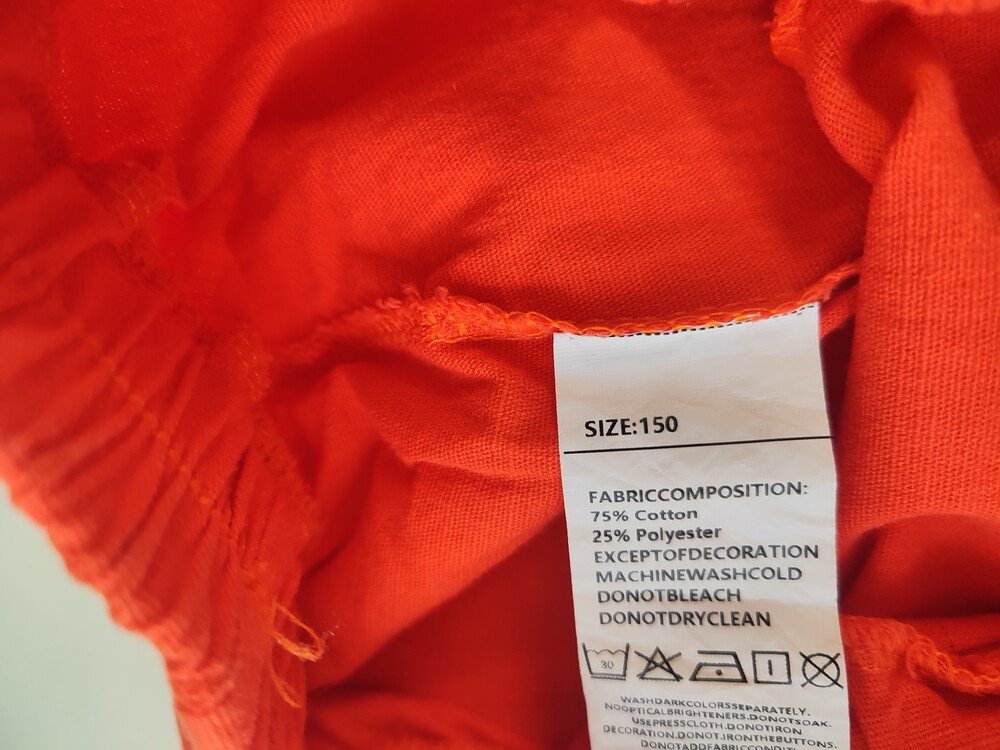 SIZE:150
FABRICCOMPOSITION:
75% Cotton
25% Polyester
EXCEPTOFDECORATION
MACHINEWASHCOLD
DONOTBLEACH
DONOTDRYCLEAN
30
WASHDARKCOLORSSEPARATELY.
NOOPTICALBRIGHTENERS.DONOTSOAK.
USEPRESSCLOTH.DONOTIRON
DECORATION.DONOT.IRONTHEBUTTONS.